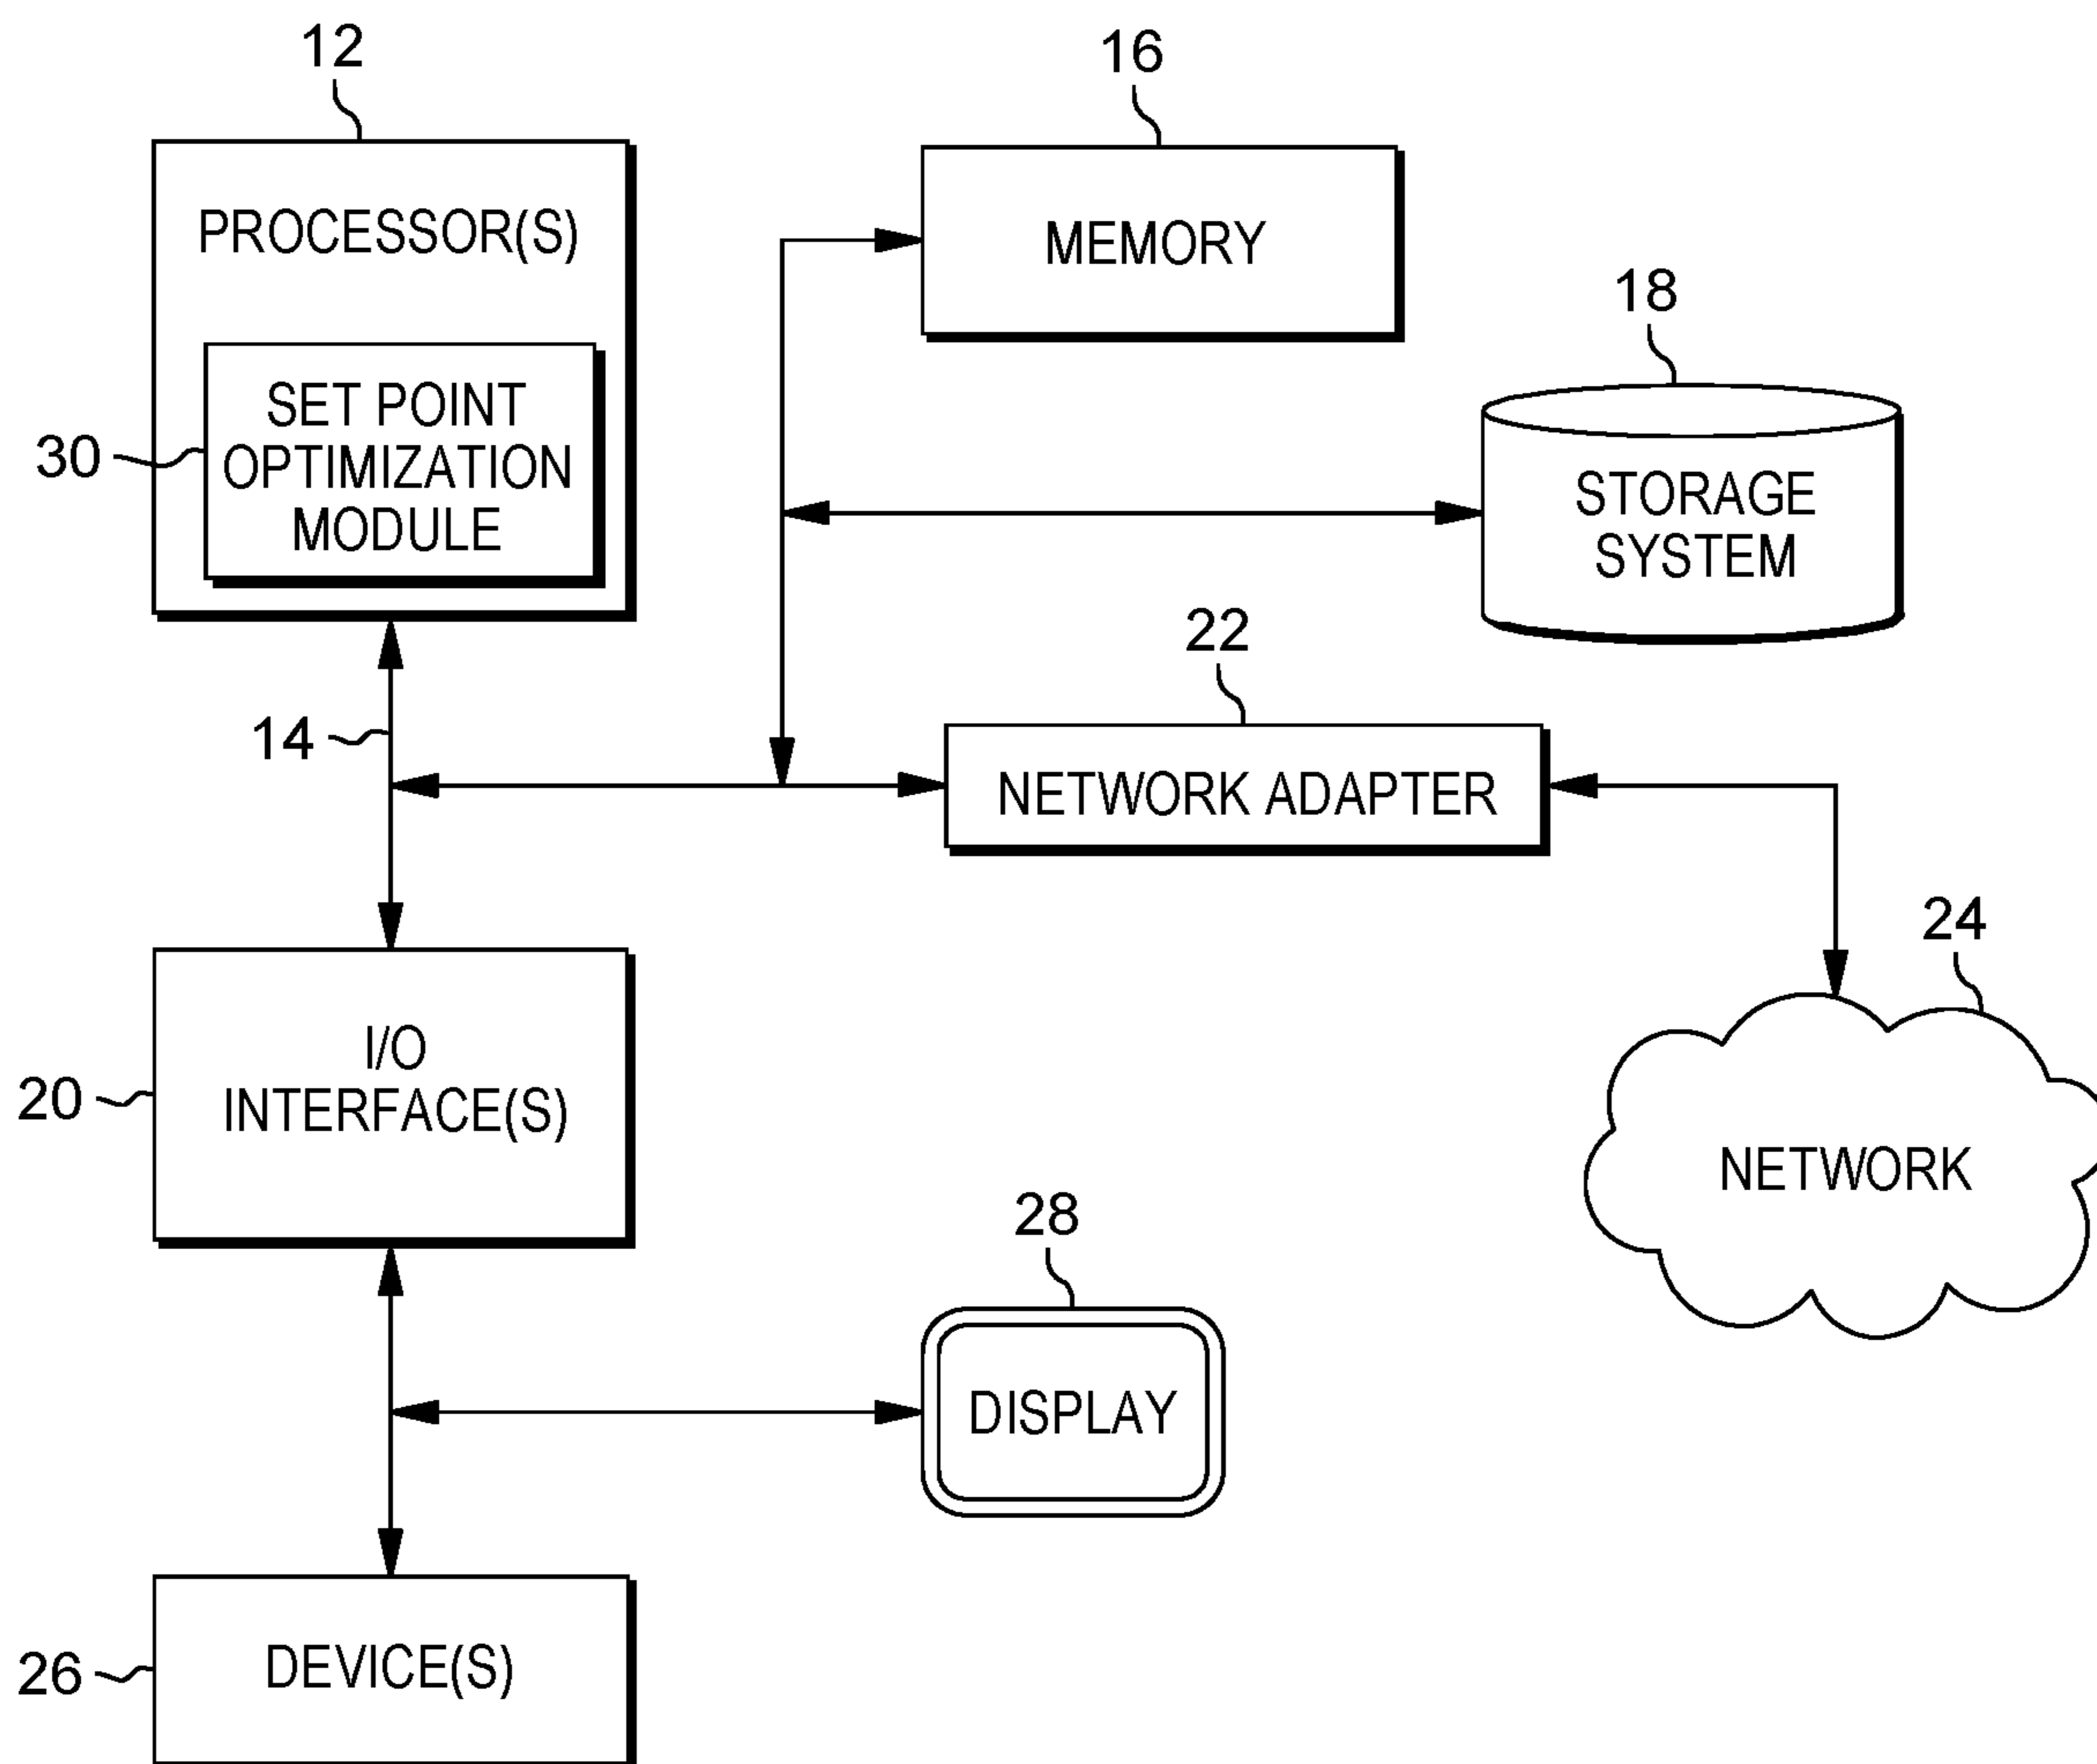 12
16
PROCESSOR(S)
MEMORY
18
SET POINT
OPTIMIZATION
MODULE
30
STORAGE
SYSTEM
22
14
NETWORK ADAPTER
24
I/O
INTERFACE(S)
20
NETWORK
28
DISPLAY
26
DEVICE(S)